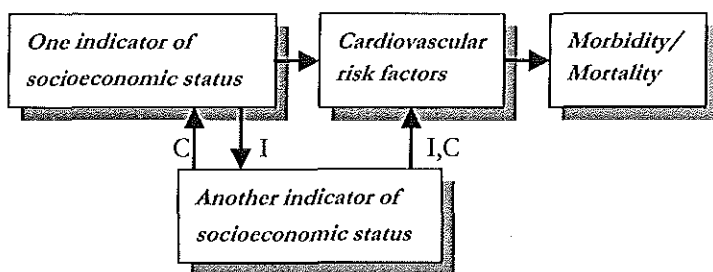 One indicator of
socioeconomic status
Cardiovascular
risk factors
Morbidity/
Mortality
C
I
I,C
Another indicator of
socioeconomic status